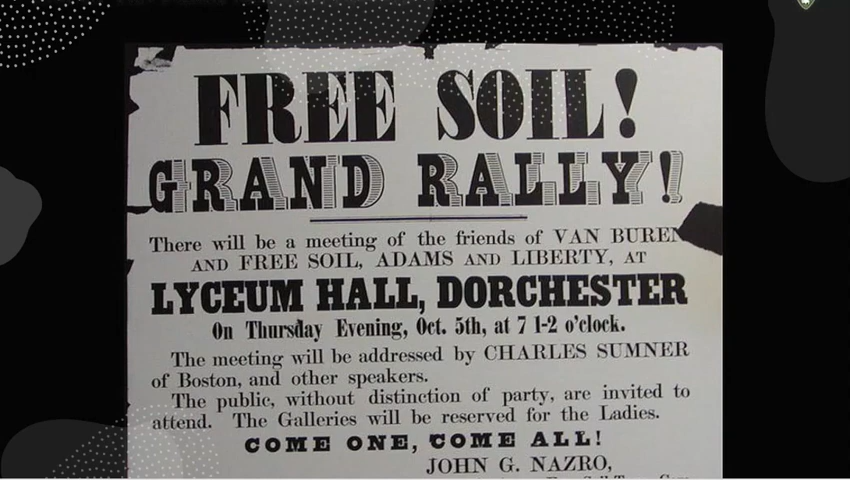 FREE SOIL!
GRAND RALLY!
There will be a meeting of the friends of VAN BUREN
AND FREE SOIL, ADAMS AND LIBERTY, AT
LYCEUM HALL, DORCHESTER
On Thursday Evening, Oct. 5th, at 7 1-2 o'clock.
The meeting will be addressed by CHARLES SUMNER
of Boston, and other speakers.
The public, without distinction of party, are invited to
attend. The Galleries will be reserved for the Ladies.
COME ONE, COME ALL!
JOHN G. NAZRO,